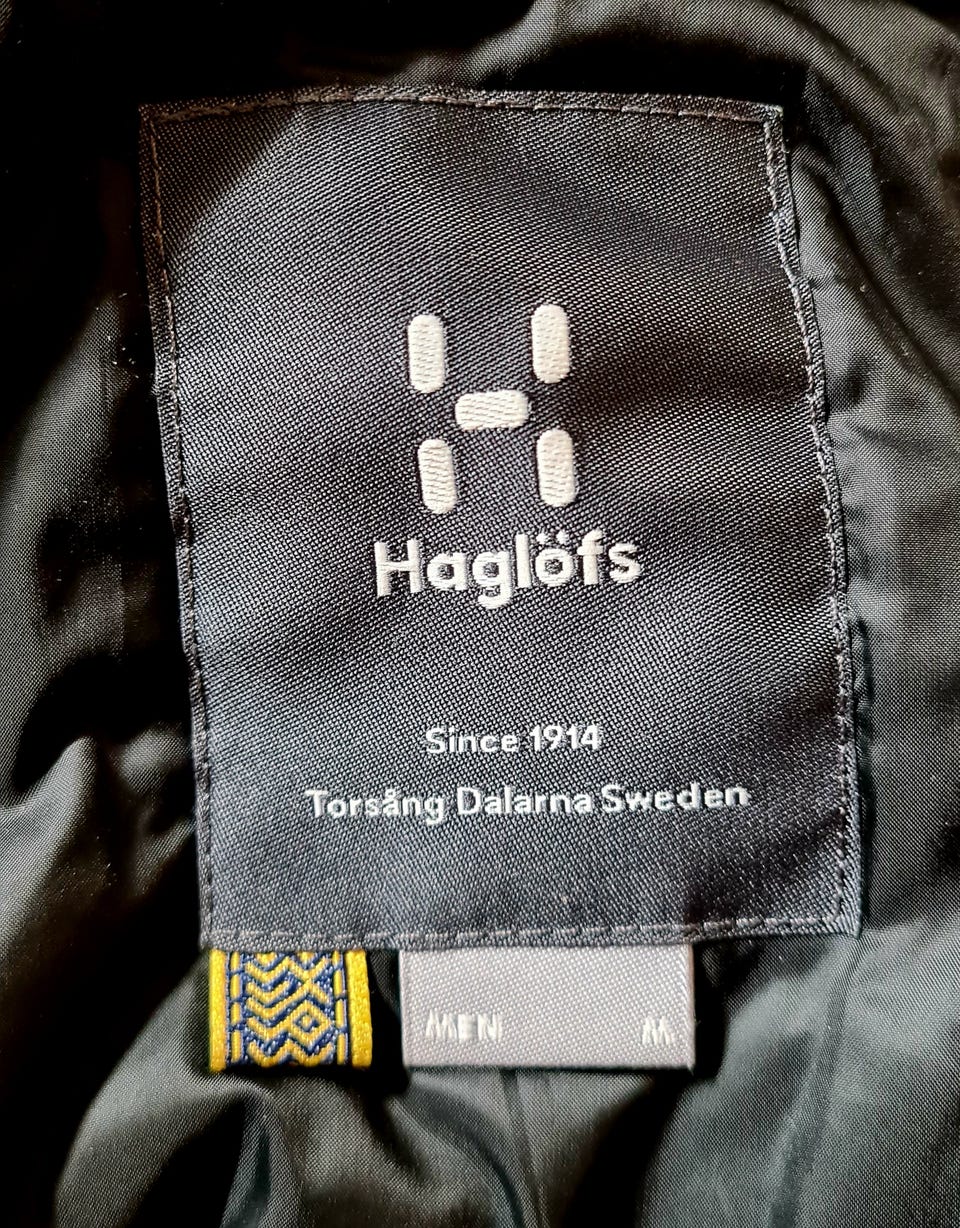 Haglöfs
Since 1914
Torsång Dalarna Sweden
MEN M